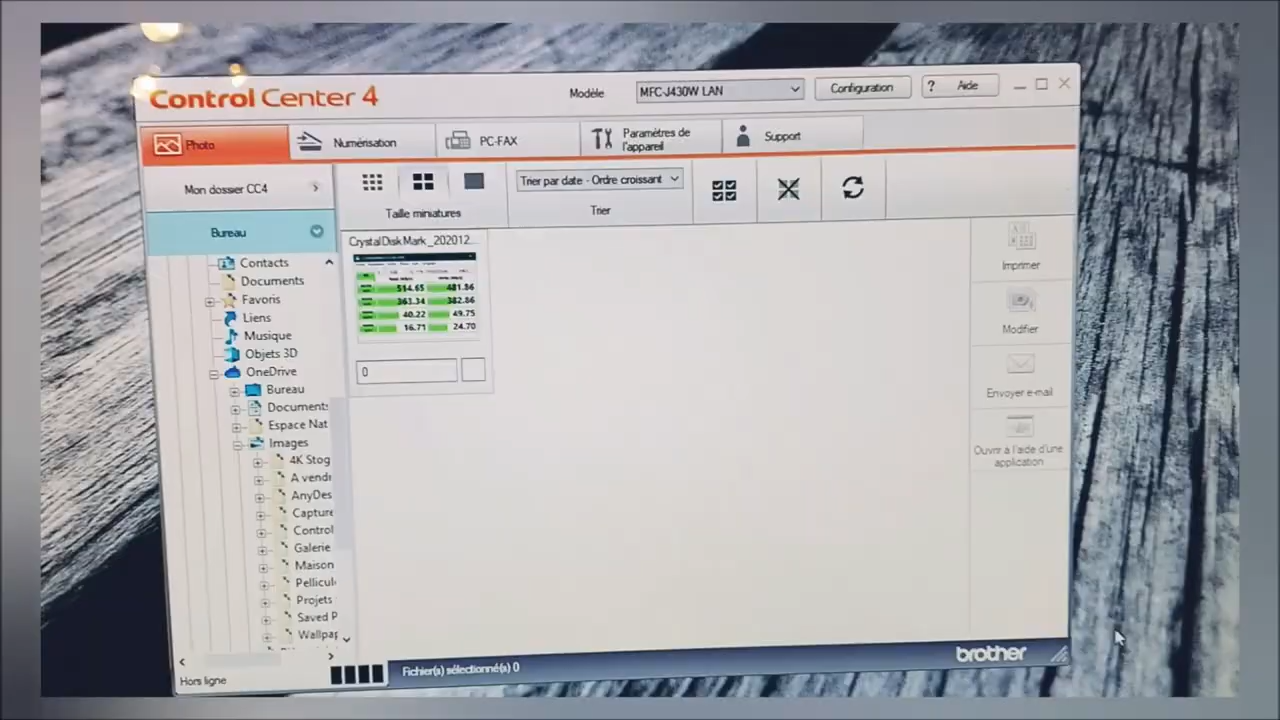 Control Center 4
Modèle
MFC-J430W LAN
Configuration
? Aide
Photo
Numérisation
PC-FAX
Paramètres de
l'appareil
Support
Mon dossier CC4
Taille miniatures
Trier par date - Ordre croissant
Trier
Bureau
CrystalDiskMark_202012...
514.65 481.86
363.34 382.86
40.22 49.75
16.71 24.70
0
Contacts
Documents
Favoris
Liens
Musique
Objets 3D
OneDrive
Bureau
Documents
Espace Nat
Images
4K Stog
A vendr
AnyDes
Capture
Control
Galerie
Maison
Pellicul
Projets
Saved P
Wallpap
Imprimer
Modifier
Envoyer e-mail
Ouvrir à l'aide d'une
application
Hors ligne
Fichier(s) sélectionné(s) 0
brother